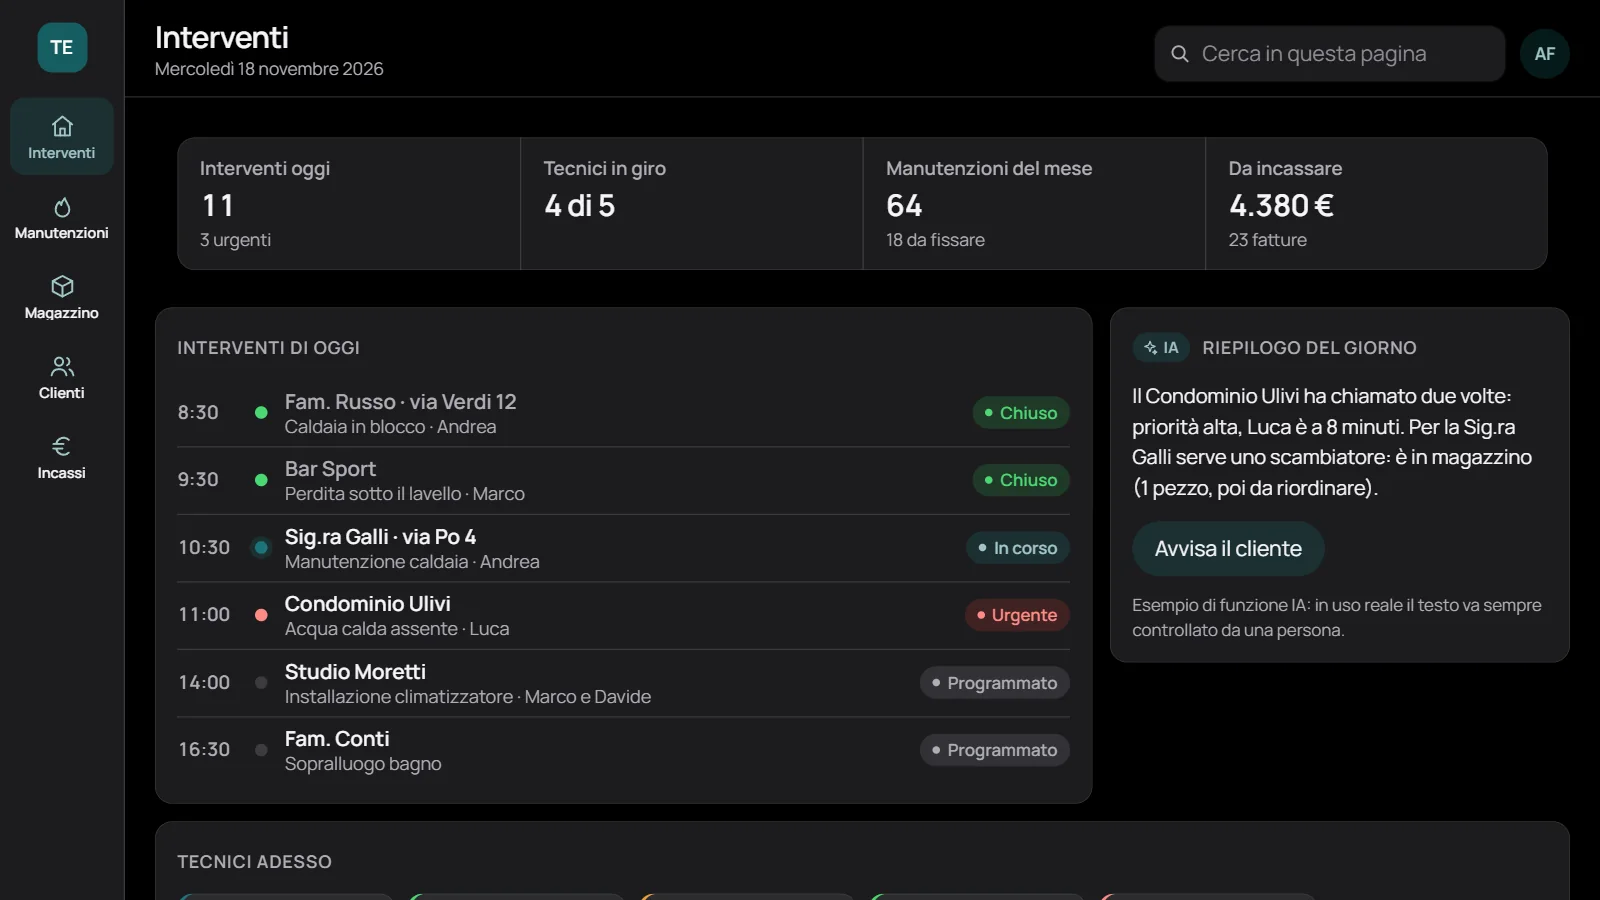 TE
Interventi
Manutenzioni
Magazzino
Clienti
Incassi
Interventi
Mercoledì 18 novembre 2026
Cerca in questa pagina
AF
Interventi oggi
11
3 urgenti
Tecnici in giro
4 di 5
Manutenzioni del mese
64
18 da fissare
Da incassare
4.380 €
23 fatture
INTERVENTI DI OGGI
8:30
Fam. Russo · via Verdi 12
Caldaia in blocco · Andrea
Chiuso
9:30
Bar Sport
Perdita sotto il lavello · Marco
Chiuso
10:30
Sig.ra Galli · via Po 4
Manutenzione caldaia · Andrea
In corso
11:00
Condominio Ulivi
Acqua calda assente · Luca
Urgente
14:00
Studio Moretti
Installazione climatizzatore · Marco e Davide
Programmato
16:30
Fam. Conti
Sopralluogo bagno
Programmato
IA
RIEPILOGO DEL GIORNO
Il Condominio Ulivi ha chiamato due volte:
priorità alta, Luca è a 8 minuti. Per la Sig.ra
Galli serve uno scambiatore: è in magazzino
(1 pezzo, poi da riordinare).
Avvisa il cliente
Esempio di funzione IA: in uso reale il testo va sempre
controllato da una persona.
TECNICI ADESSO